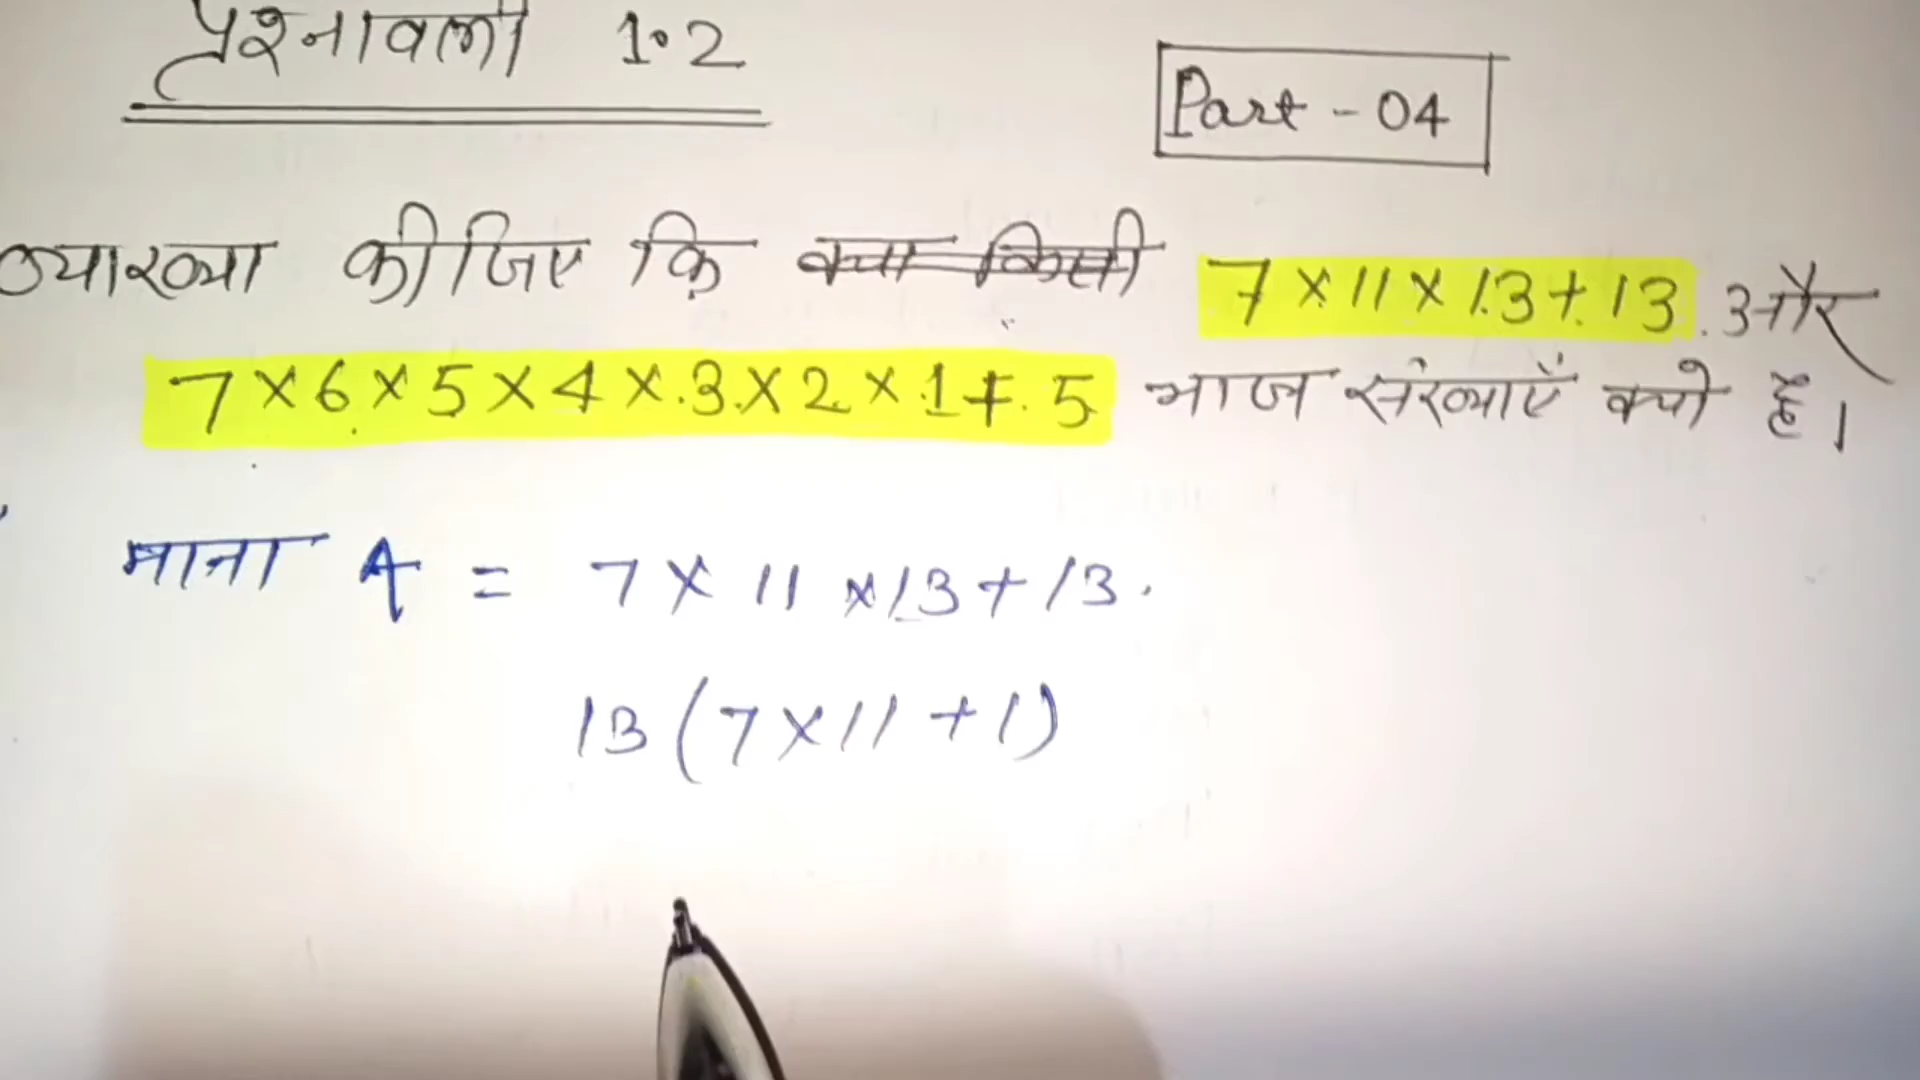 प्रश्नावली 1.2
Part - 04
व्याख्या कीजिए कि क्या किसी 7 × 11 × 13 + 13 और
7 × 6 × 5 × 4 × 3 × 2 × 1 + 5 भाज्य संख्याएँ क्यों हैं।
माना A = 7 × 11 × 13 + 13.
13 (7 × 11 + 1)